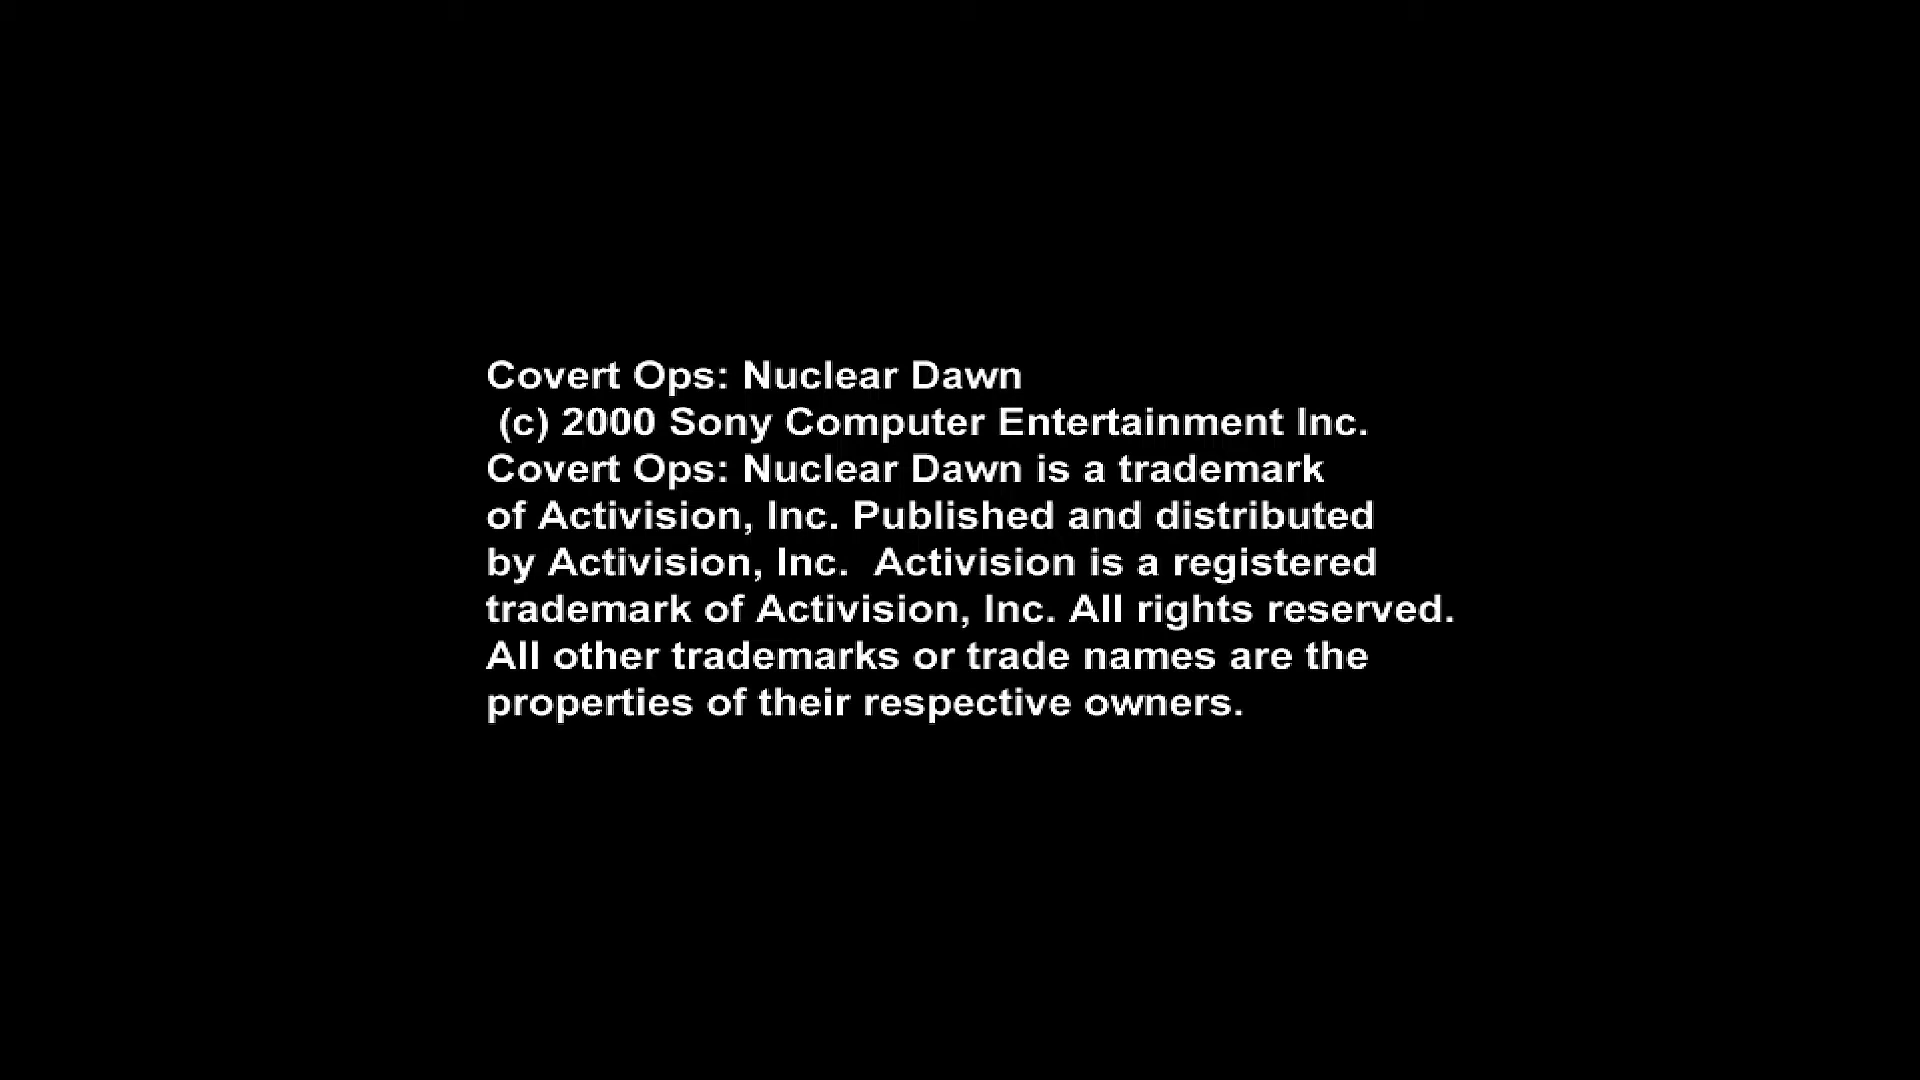 Covert Ops: Nuclear Dawn
(c) 2000 Sony Computer Entertainment Inc.
Covert Ops: Nuclear Dawn is a trademark
of Activision, Inc. Published and distributed
by Activision, Inc.  Activision is a registered
trademark of Activision, Inc. All rights reserved.
All other trademarks or trade names are the
properties of their respective owners.